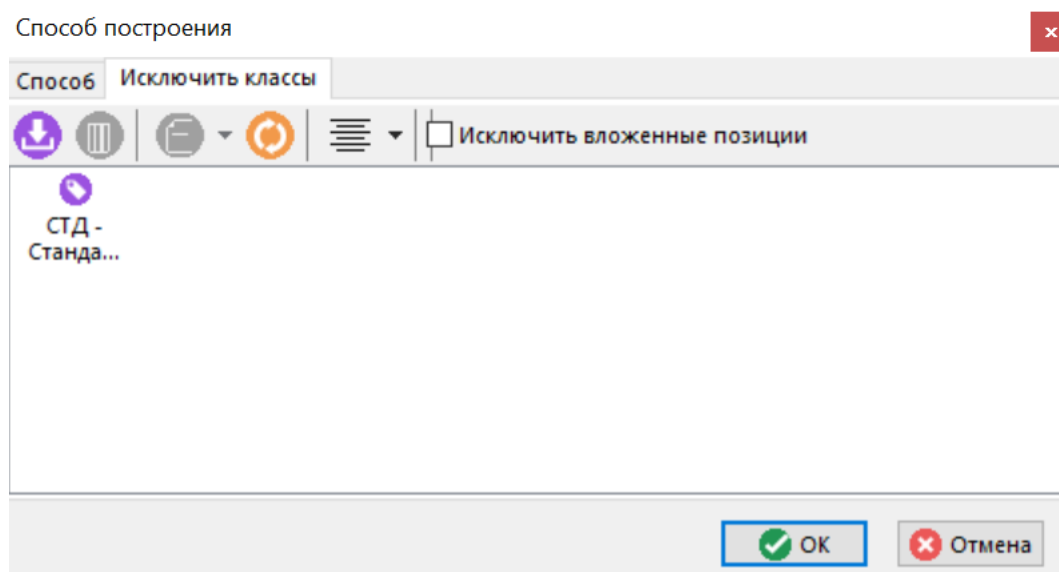 Способ построения
Способ
Исключить классы
Исключить вложенные позиции
СТД -
Станда...
ОК
Отмена